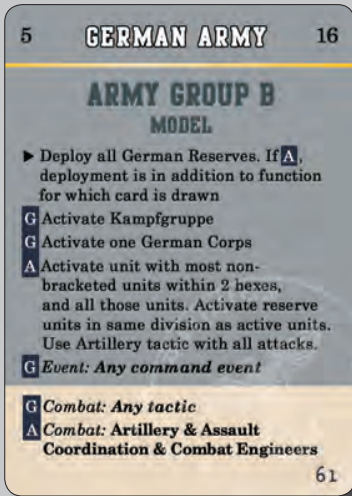 5 GERMAN ARMY 16
ARMY GROUP B
MODEL
▶ Deploy all German Reserves. If A,
deployment is in addition to function
for which card is drawn
G Activate Kampfgruppe
G Activate one German Corps
A Activate unit with most non-
bracketed units within 2 hexes,
and all those units. Activate reserve
units in same division as active units.
Use Artillery tactic with all attacks.
G Event: Any command event
G Combat: Any tactic
A Combat: Artillery & Assault
Coordination & Combat Engineers
61